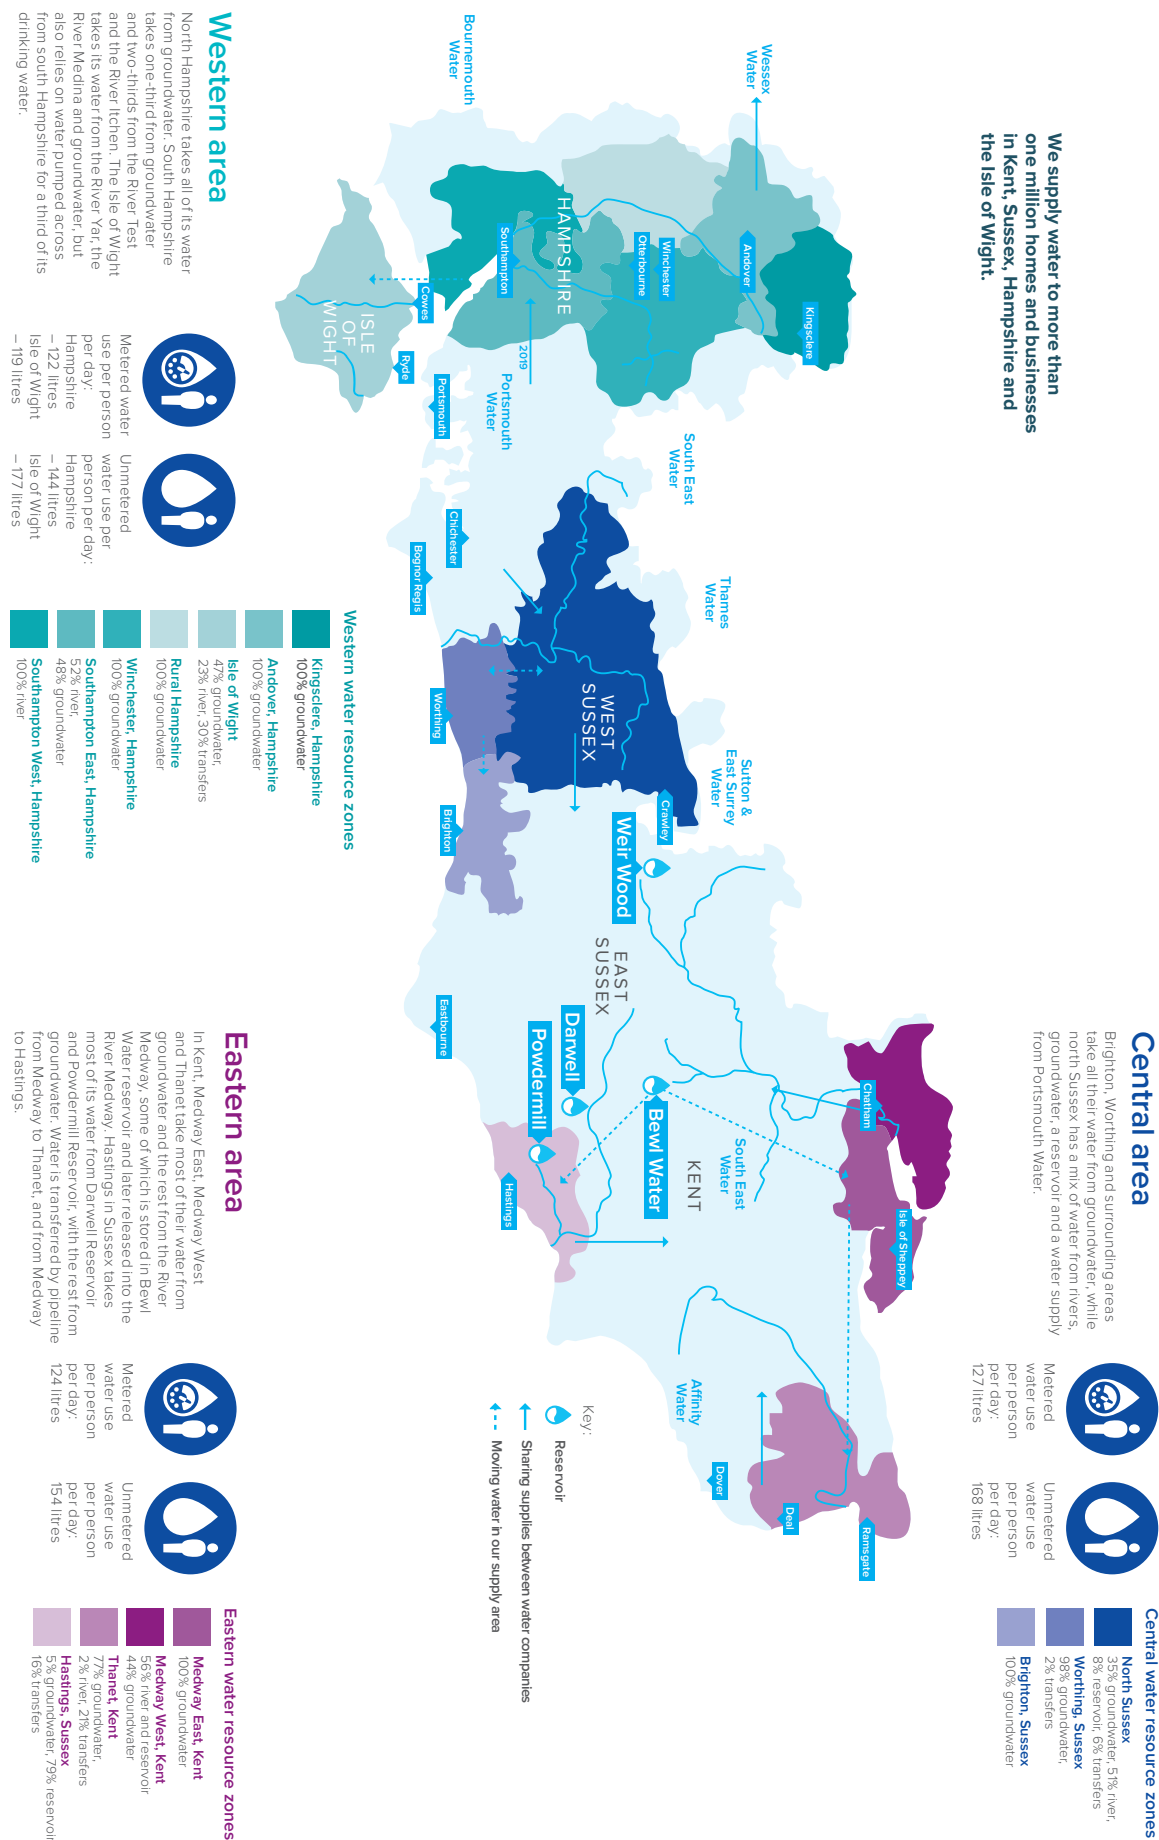 We supply water to more than
one million homes and businesses
in Kent, Sussex, Hampshire and
the Isle of Wight.
Central area
Brighton, Worthing and surrounding areas
take all their water from groundwater, while
north Sussex has a mix of water from rivers,
groundwater, a reservoir and a water supply
from Portsmouth Water.
Metered
water use
per person
per day:
127 litres
Unmetered
water use
per person
per day:
168 litres
Central water resource zones
North Sussex
35% groundwater, 51% river,
8% reservoir, 6% transfers
Worthing, Sussex
98% groundwater,
2% transfers
Brighton, Sussex
100% groundwater
Wessex
Water
Bournemouth
Water
Kingsclere
Andover
Winchester
Otterbourne
HAMPSHIRE
Southampton
2019
Cowes
ISLE
OF
WIGHT
Ryde
Portsmouth
Portsmouth
Water
South East
Water
Thames
Water
Chichester
Bognor Regis
WEST
SUSSEX
Worthing
Sutton &
East Surrey
Water
Crawley
Brighton
Weir Wood
EAST
SUSSEX
Eastbourne
Darwell
Powdermill
Bewl Water
Hastings
Chatham
South East
Water
KENT
Isle of Sheppey
Affinity
Water
Dover
Deal
Ramsgate
Key:
Reservoir
Sharing supplies between water companies
Moving water in our supply area
Western area
North Hampshire takes all of its water
from groundwater. South Hampshire
takes one-third from groundwater
and two-thirds from the River Test
and the River Itchen. The Isle of Wight
takes its water from the River Yar, the
River Medina and groundwater, but
also relies on water pumped across
from south Hampshire for a third of its
drinking water.
Metered water
use per person
per day:
Hampshire
– 122 litres
Isle of Wight
– 119 litres
Unmetered
water use per
person per day:
Hampshire
– 144 litres
Isle of Wight
– 177 litres
Western water resource zones
Kingsclere, Hampshire
100% groundwater
Andover, Hampshire
100% groundwater
Isle of Wight
47% groundwater,
23% river, 30% transfers
Rural Hampshire
100% groundwater
Winchester, Hampshire
100% groundwater
Southampton East, Hampshire
52% river,
48% groundwater
Southampton West, Hampshire
100% river
Eastern area
In Kent, Medway East, Medway West
and Thanet take most of their water from
groundwater and the rest from the River
Medway, some of which is stored in Bewl
Water reservoir and later released into the
River Medway. Hastings in Sussex takes
most of its water from Darwell Reservoir
and Powdermill Reservoir, with the rest from
groundwater. Water is transferred by pipeline
from Medway to Thanet, and from Medway
to Hastings.
Metered
water use
per person
per day:
124 litres
Unmetered
water use
per person
per day:
154 litres
Eastern water resource zones
Medway East, Kent
100% groundwater
Medway West, Kent
56% river and reservoir
44% groundwater
Thanet, Kent
77% groundwater,
2% river, 21% transfers
Hastings, Sussex
5% groundwater, 79% reservoir
16% transfers